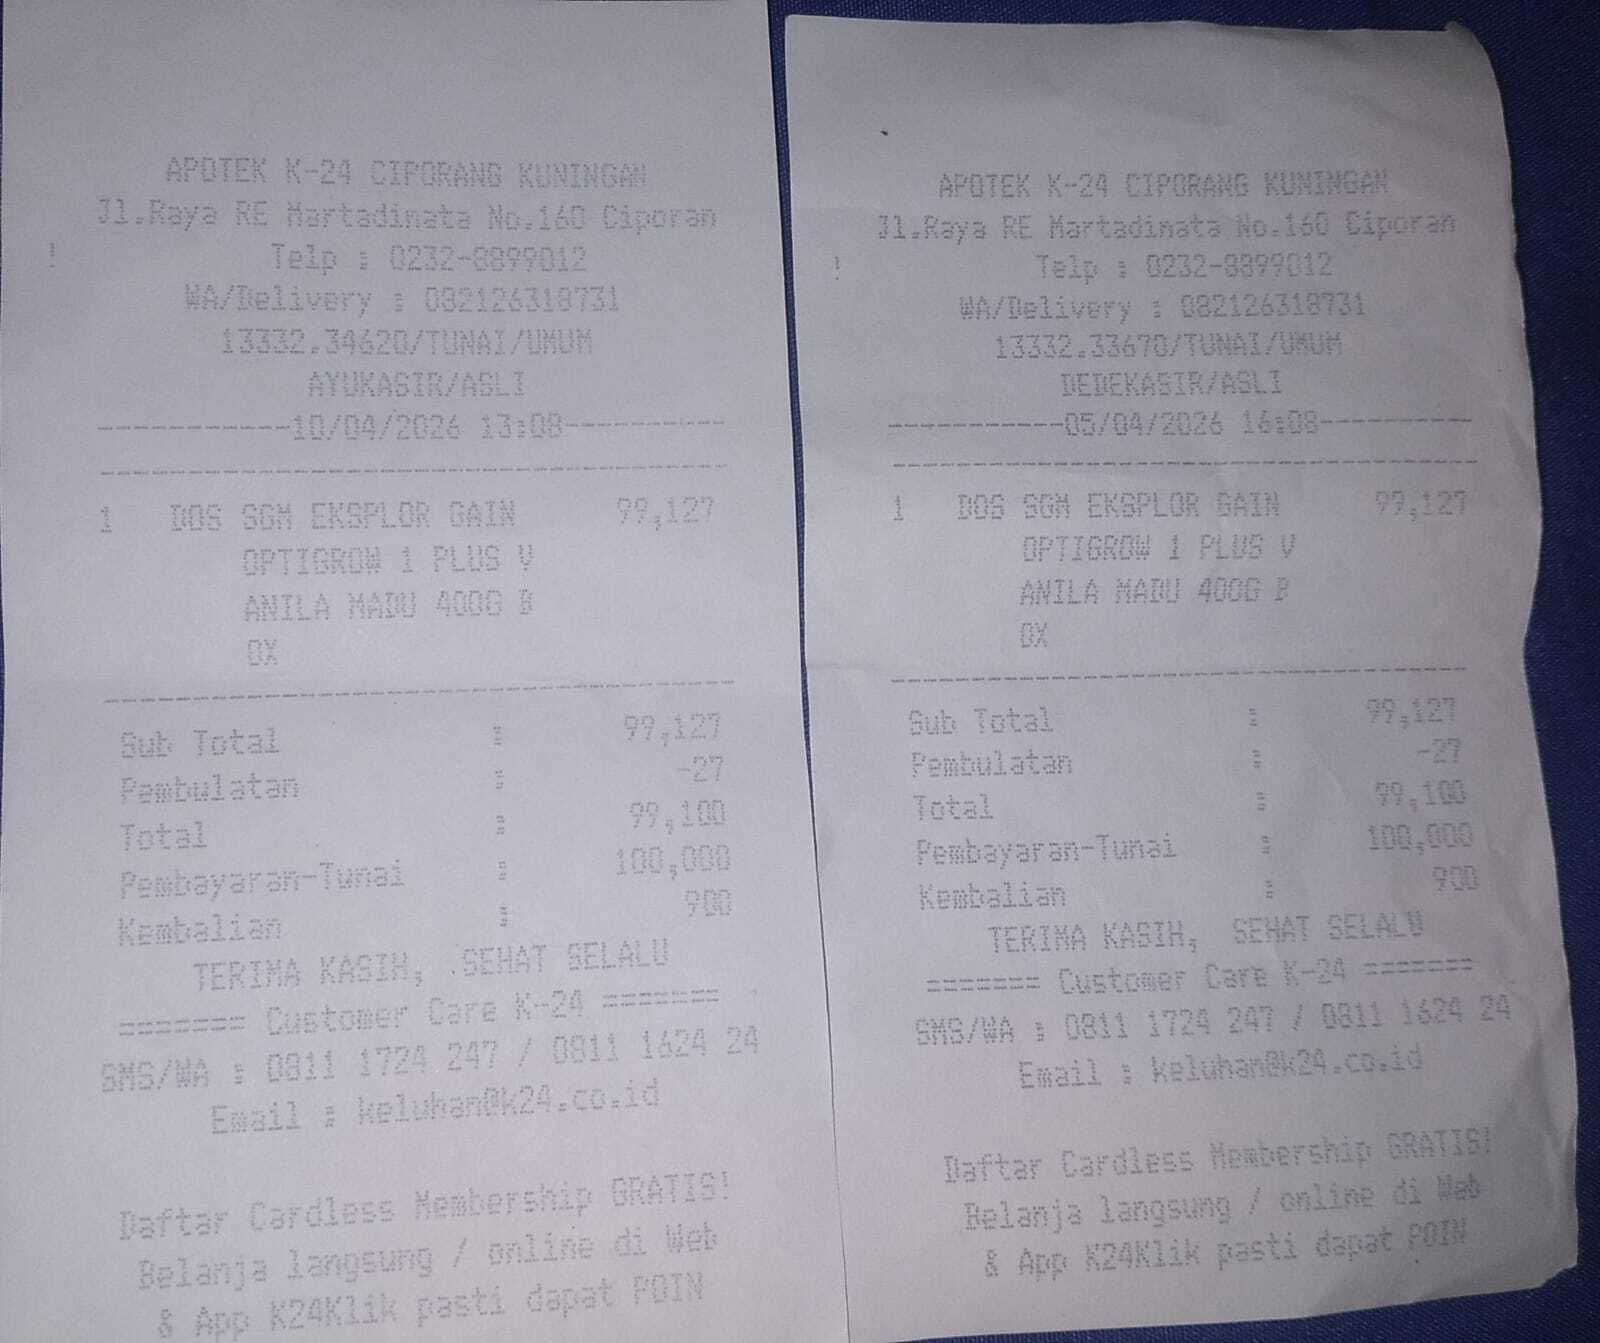 APOTEK K-24 CIPORANG KUNINGAN
Jl.Raya RE Martadinata No.160 Ciporan
!
Telp : 0232-8899012
WA/Delivery : 082126318731
13332.34620/TUNAI/UMUM
AYUKASIR/ASLI
-----------10/04/2026 13:08----------
1 DOS SGM EKSPLOR GAIN 99,127
OPTIGROW 1 PLUS V
ANILA MADU 400G B
OX
Sub Total : 99,127
Pembulatan : -27
Total : 99,100
Pembayaran-Tunai : 100,000
Kembalian : 900
TERIMA KASIH, SEHAT SELALU
======= Customer Care K-24 =======
SMS/WA : 0811 1724 247 / 0811 1624 24
Email : keluhan@k24.co.id
Daftar Cardless Membership GRATIS!
Belanja langsung / online di Web
& App K24Klik pasti dapat POIN
APOTEK K-24 CIPORANG KUNINGAN
Jl.Raya RE Martadinata No.160 Ciporan
!
Telp : 0232-8899012
WA/Delivery : 082126318731
13332.33670/TUNAI/UMUM
DEDEKASIR/ASLI
-----------05/04/2026 16:08----------
1 DOS SGM EKSPLOR GAIN 99,127
OPTIGROW 1 PLUS V
ANILA MADU 400G B
OX
Sub Total : 99,127
Pembulatan : -27
Total : 99,100
Pembayaran-Tunai : 100,000
Kembalian : 900
TERIMA KASIH, SEHAT SELALU
======= Customer Care K-24 =======
SMS/WA : 0811 1724 247 / 0811 1624 24
Email : keluhan@k24.co.id
Daftar Cardless Membership GRATIS!
Belanja langsung / online di Web
& App K24Klik pasti dapat POIN